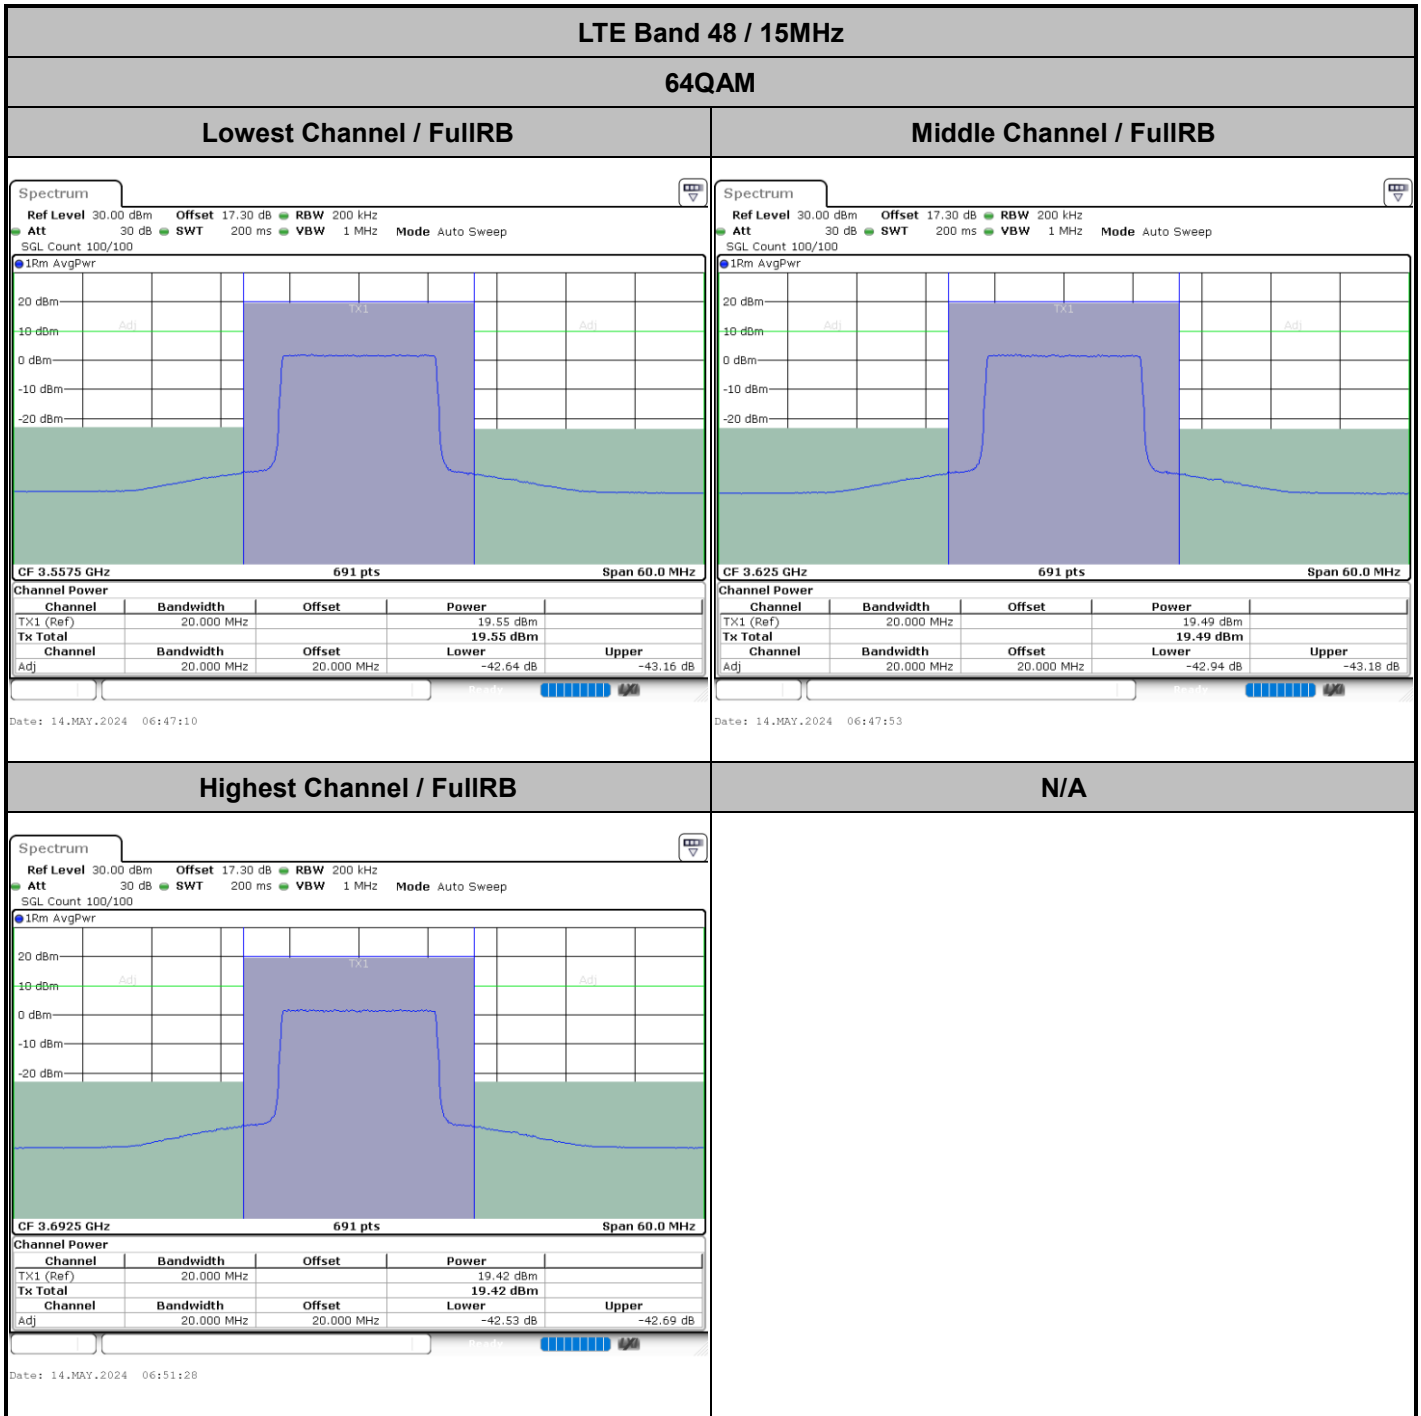 LTE Band 48 / 15MHz
64QAM
Lowest Channel / FullRB
Middle Channel / FullRB
Spectrum
Ref Level 30.00 dBm Offset 17.30 dB RBW 200 kHz
Att 30 dB SWT 200 ms VBW 1 MHz Mode Auto Sweep
SGL Count 100/100
1Rm AvgPwr
20 dBm
TX1
10 dBm
Adj
Adj
0 dBm
-10 dBm
-20 dBm
CF 3.5575 GHz 691 pts Span 60.0 MHz
Channel Power
Channel Bandwidth Offset Power
TX1 (Ref) 20.000 MHz 19.55 dBm
Tx Total 19.55 dBm
Channel Bandwidth Offset Lower Upper
Adj 20.000 MHz 20.000 MHz -42.64 dB -43.16 dB
Ready
Date: 14.MAY.2024 06:47:10
Spectrum
Ref Level 30.00 dBm Offset 17.30 dB RBW 200 kHz
Att 30 dB SWT 200 ms VBW 1 MHz Mode Auto Sweep
SGL Count 100/100
1Rm AvgPwr
20 dBm
TX1
10 dBm
Adj
Adj
0 dBm
-10 dBm
-20 dBm
CF 3.625 GHz 691 pts Span 60.0 MHz
Channel Power
Channel Bandwidth Offset Power
TX1 (Ref) 20.000 MHz 19.49 dBm
Tx Total 19.49 dBm
Channel Bandwidth Offset Lower Upper
Adj 20.000 MHz 20.000 MHz -42.94 dB -43.18 dB
Ready
Date: 14.MAY.2024 06:47:53
Highest Channel / FullRB
N/A
Spectrum
Ref Level 30.00 dBm Offset 17.30 dB RBW 200 kHz
Att 30 dB SWT 200 ms VBW 1 MHz Mode Auto Sweep
SGL Count 100/100
1Rm AvgPwr
20 dBm
TX1
10 dBm
Adj
Adj
0 dBm
-10 dBm
-20 dBm
CF 3.6925 GHz 691 pts Span 60.0 MHz
Channel Power
Channel Bandwidth Offset Power
TX1 (Ref) 20.000 MHz 19.42 dBm
Tx Total 19.42 dBm
Channel Bandwidth Offset Lower Upper
Adj 20.000 MHz 20.000 MHz -42.53 dB -42.69 dB
Ready
Date: 14.MAY.2024 06:51:28